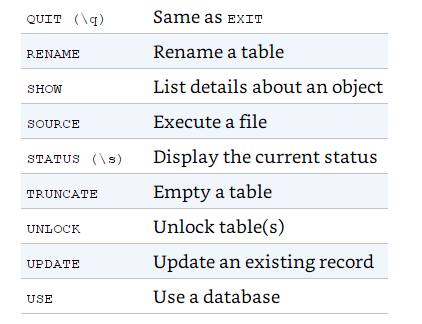 QUIT (\q) Same as EXIT
RENAME Rename a table
SHOW List details about an object
SOURCE Execute a file
STATUS (\s) Display the current status
TRUNCATE Empty a table
UNLOCK Unlock table(s)
UPDATE Update an existing record
USE Use a database